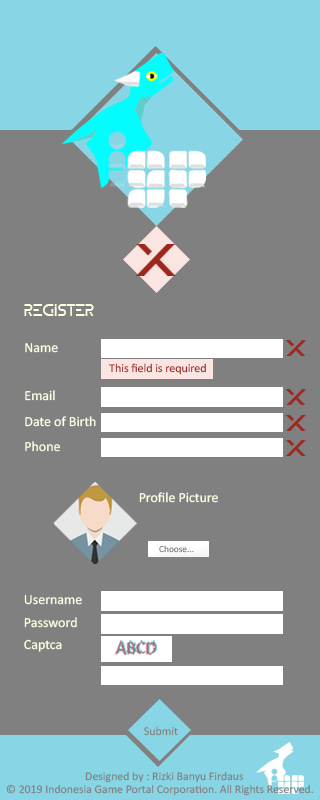 REGISTER
Name
This field is required
Email
Date of Birth
Phone
Profile Picture
Choose...
Username
Password
Captca
ABCD
Submit
Designed by : Rizki Banyu Firdaus
© 2019 Indonesia Game Portal Corporation. All Rights Reserved.